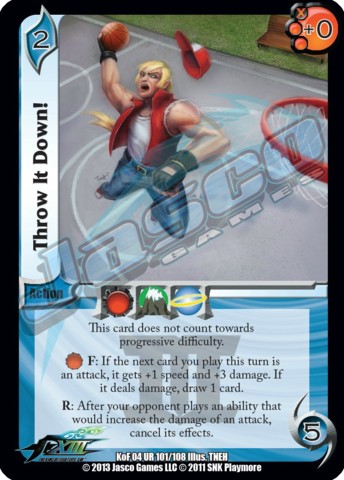 2
+0
Throw It Down!
Jasco
GAMES
Action
This card does not count towards
progressive difficulty.
F: If the next card you play this turn is
an attack, it gets +1 speed and +3 damage. If
it deals damage, draw 1 card.
R: After your opponent plays an ability that
would increase the damage of an attack,
cancel its effects.
XIII
5
KoF.04 UR 101/108 Illus. TNEH
© 2013 Jasco Games LLC © 2011 SNK Playmore